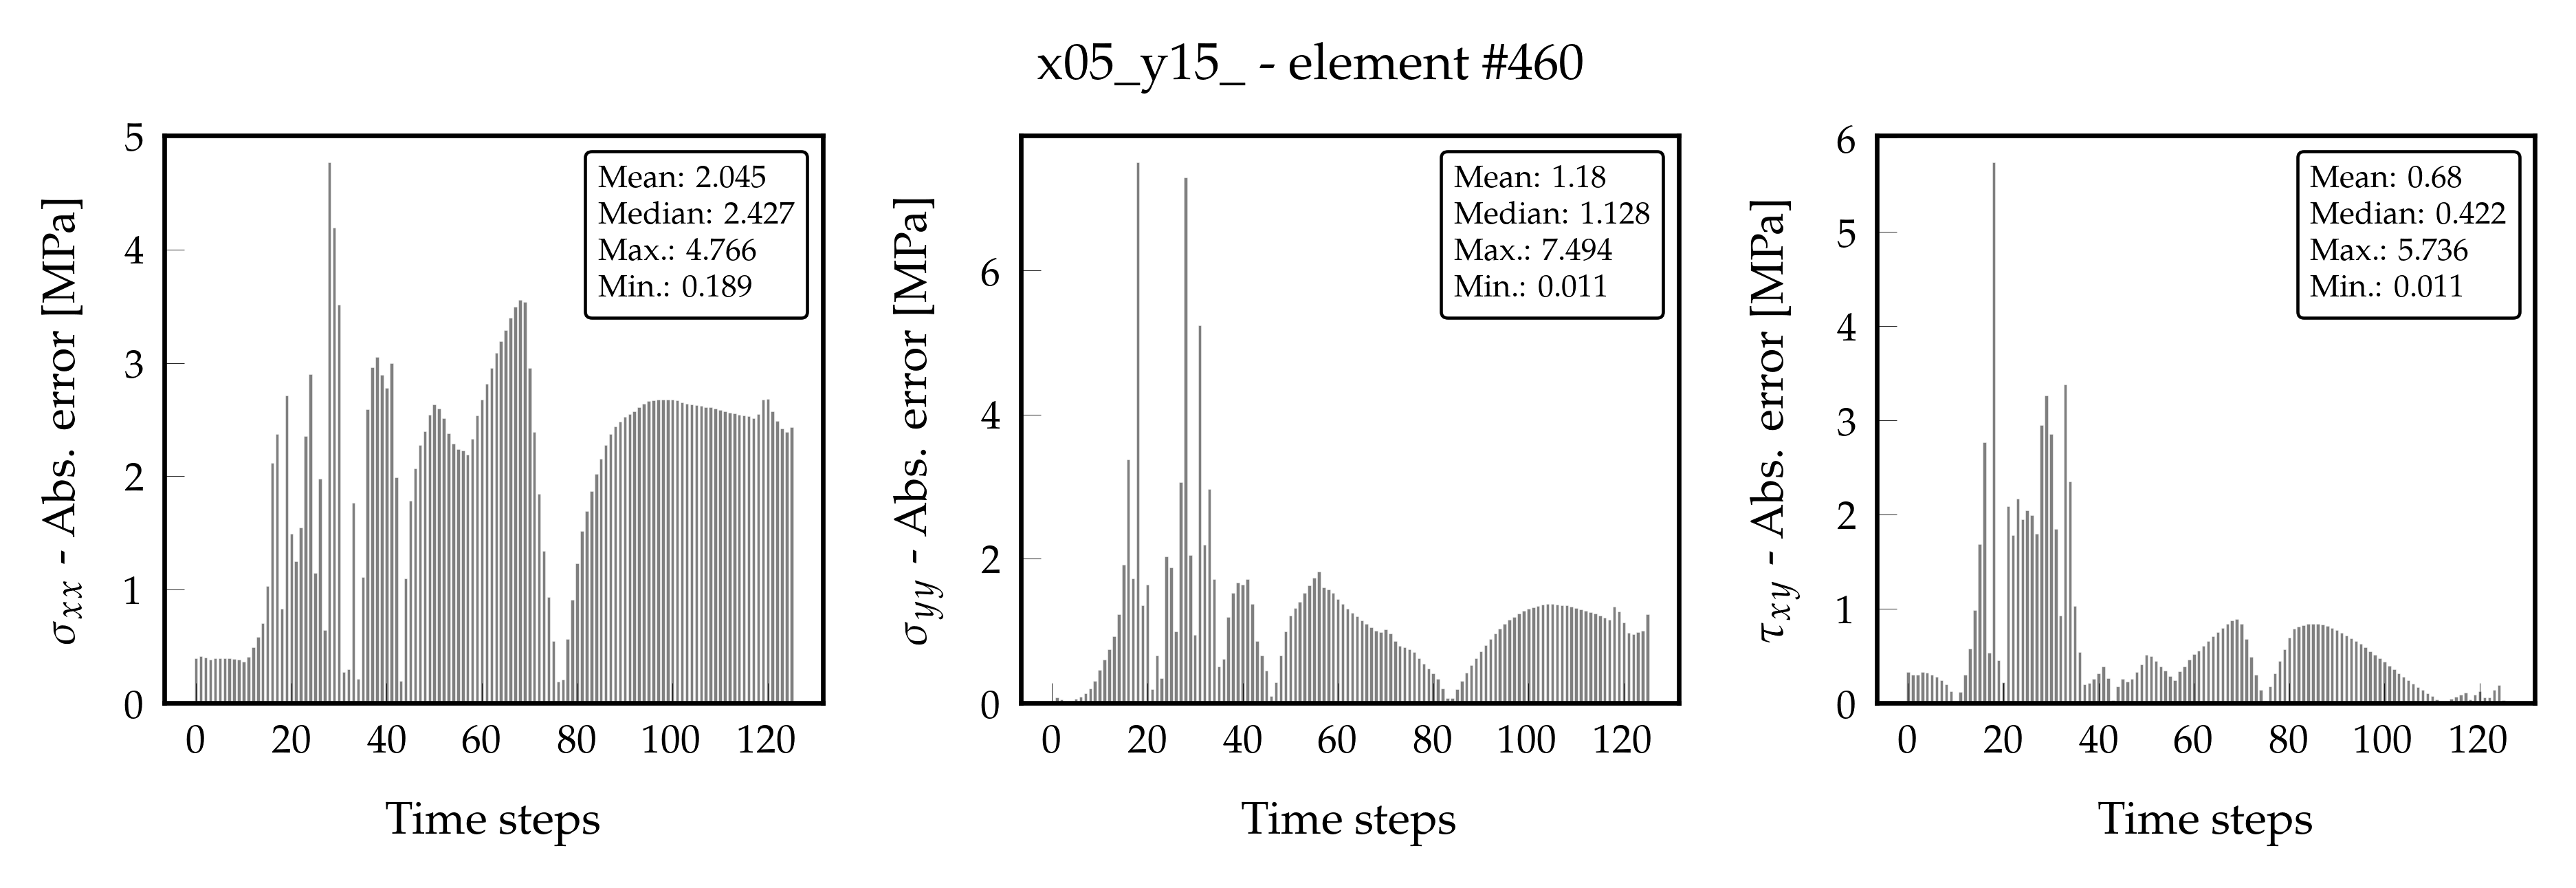 x05_y15_ - element #460
σxx - Abs. error [MPa]
5
4
3
2
1
0
Mean: 2.045
Median: 2.427
Max.: 4.766
Min.: 0.189
0 20 40 60 80 100 120
Time steps
σyy - Abs. error [MPa]
6
4
2
0
Mean: 1.18
Median: 1.128
Max.: 7.494
Min.: 0.011
0 20 40 60 80 100 120
Time steps
τxy - Abs. error [MPa]
6
5
4
3
2
1
0
Mean: 0.68
Median: 0.422
Max.: 5.736
Min.: 0.011
0 20 40 60 80 100 120
Time steps